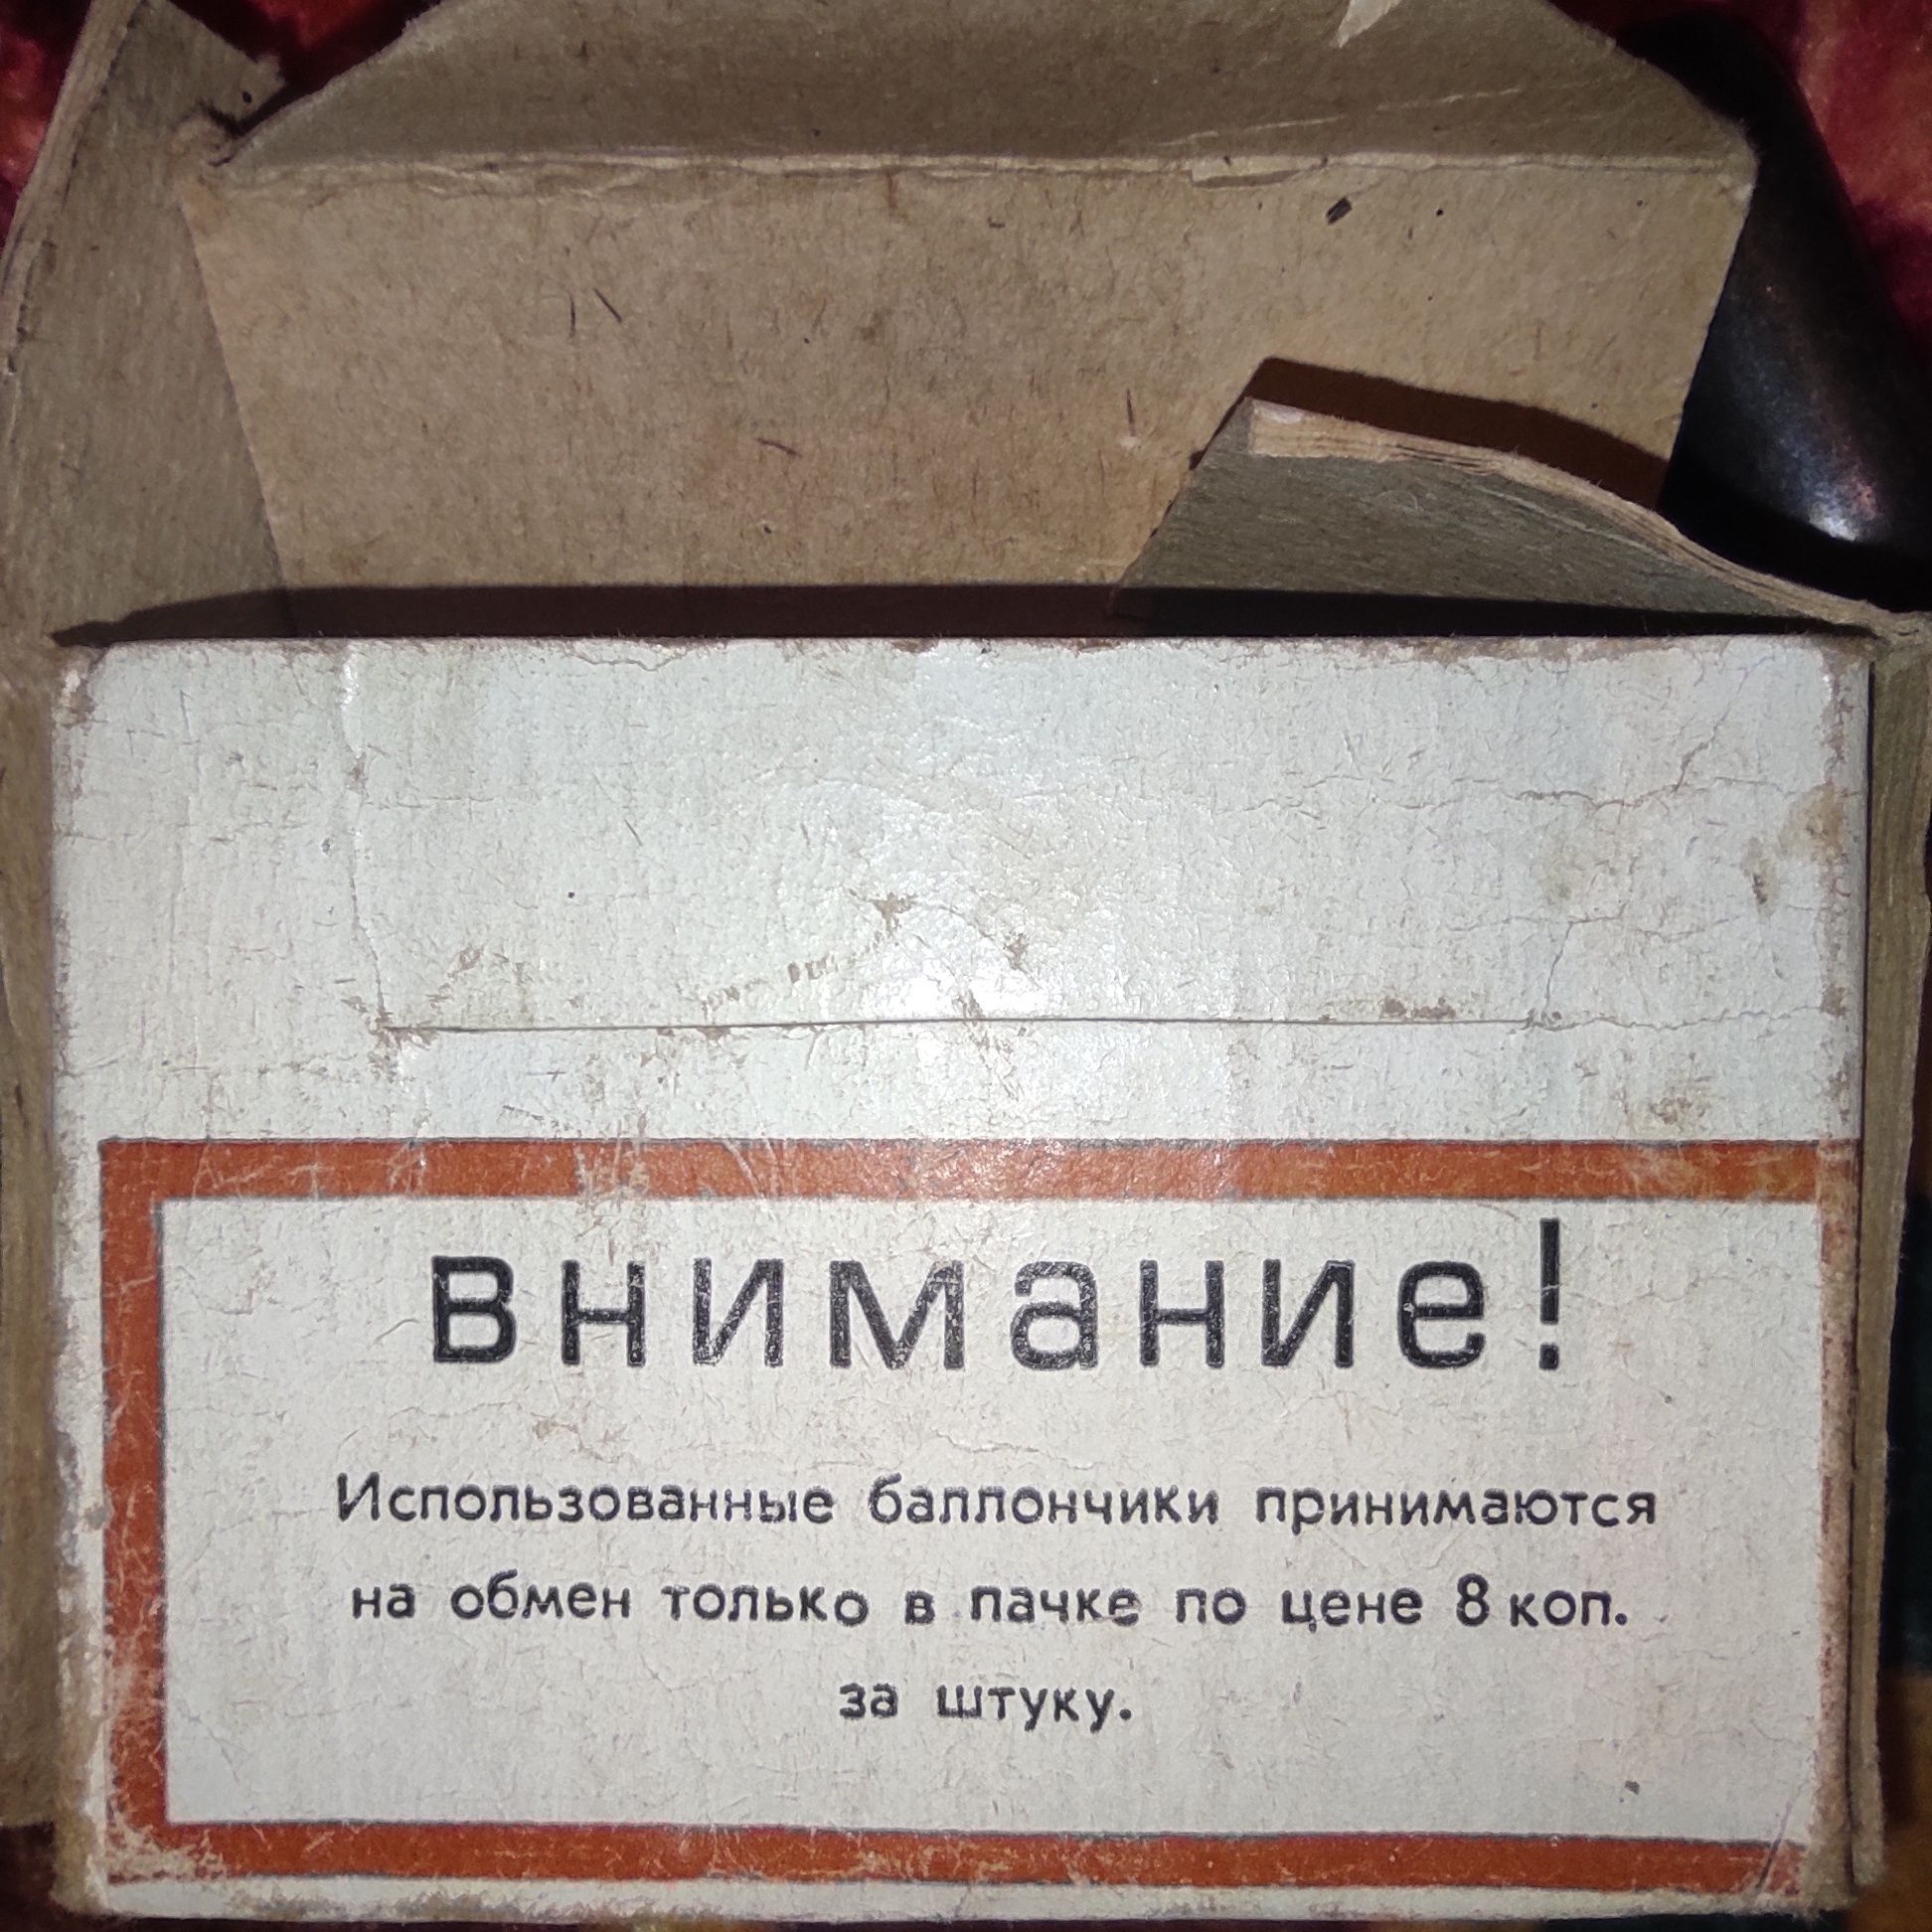 внимание!
Использованные баллончики принимаются
на обмен только в пачке по цене 8 коп.
за штуку.